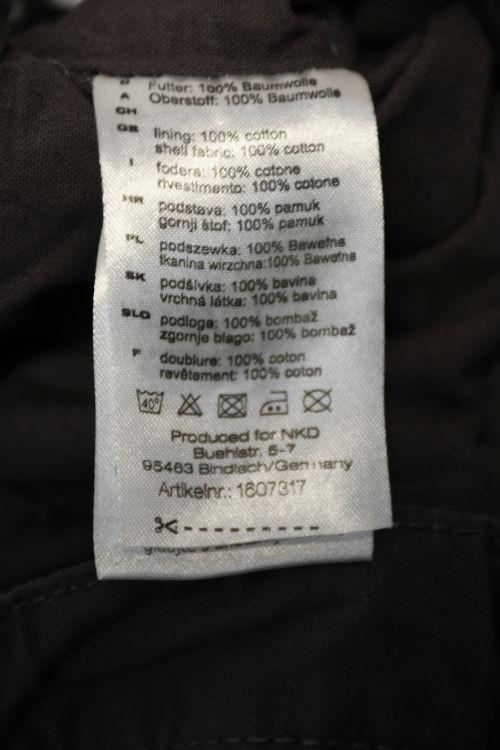 D Futter: 100% Baumwolle
A Oberstoff: 100% Baumwolle
CH
GB lining: 100% cotton
shell fabric: 100% cotton
I fodera: 100% cotone
rivestimento: 100% cotone
HR podstava: 100% pamuk
gornji štof: 100% pamuk
PL podszewka: 100% Bawełna
tkanina wirzchna:100% Bawełna
SK podšívka: 100% bavina
vrchná látka: 100% bavina
SLO podloga: 100% bombaž
zgornje blago: 100% bombaž
F doublure: 100% coton
ravêtement: 100% coton
40°
Produced for NKD
Buehlstr. 5-7
95463 Bindlach/Germany
Artikelnr.: 1607317